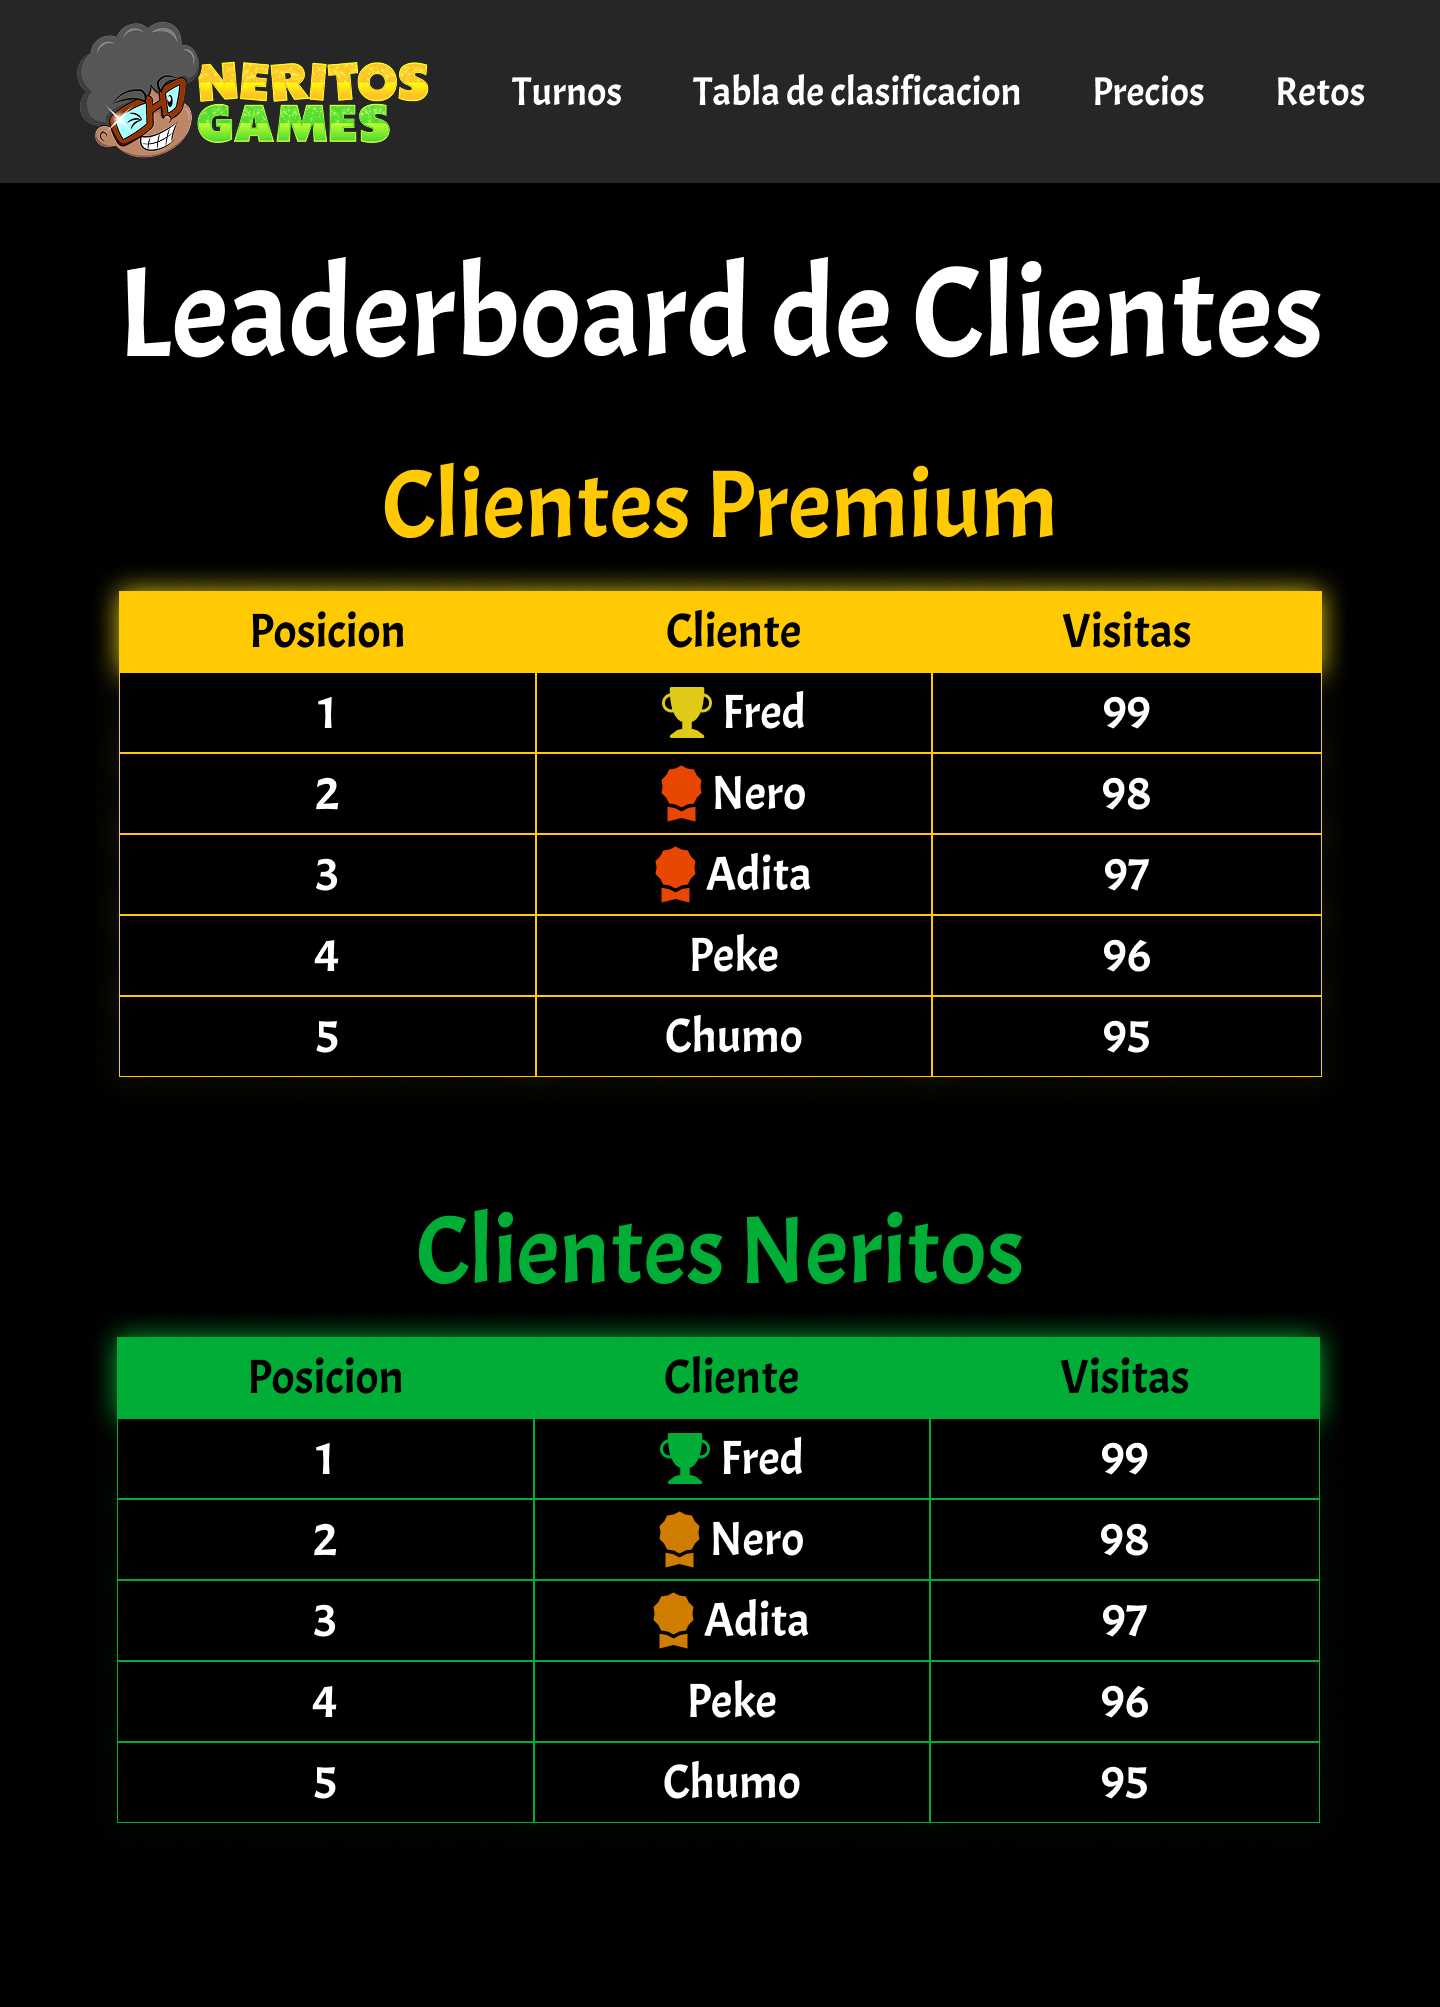 NERITOS
GAMES
Turnos Tabla de clasificacion Precios Retos
Leaderboard de Clientes
Clientes Premium
Posicion Cliente Visitas
1 Fred 99
2 Nero 98
3 Adita 97
4 Peke 96
5 Chumo 95
Clientes Neritos
Posicion Cliente Visitas
1 Fred 99
2 Nero 98
3 Adita 97
4 Peke 96
5 Chumo 95